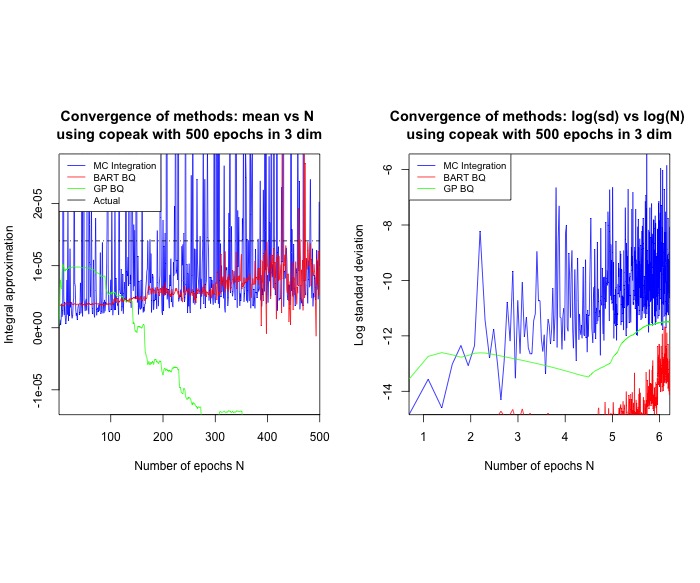 Convergence of methods: mean vs N
using copeak with 500 epochs in 3 dim
MC Integration
BART BQ
GP BQ
Actual
Integral approximation
-1e-05
0e+00
1e-05
2e-05
100
200
300
400
500
Number of epochs N
Convergence of methods: log(sd) vs log(N)
using copeak with 500 epochs in 3 dim
MC Integration
BART BQ
GP BQ
Log standard deviation
-14
-12
-10
-8
-6
1
2
3
4
5
6
Number of epochs N